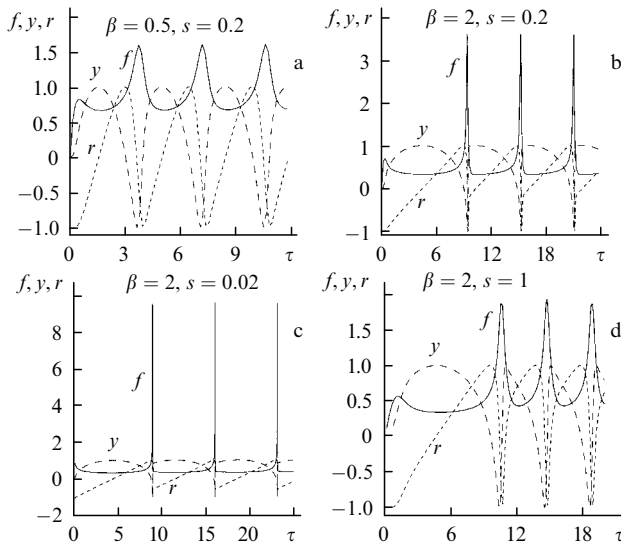 f, y, r
β = 0.5, s = 0.2
a
y
f
r
1.5
1.0
0.5
0
−0.5
−1.0
0 3 6 9 τ
β = 2, s = 0.2
b
f
y
r
3
2
1
0
−1
0 6 12 18 τ
f, y, r
β = 2, s = 0.02
c
f
y
r
8
6
4
2
0
−2
0 5 10 15 20 τ
f, y, r
β = 2, s = 1
d
f
y
r
1.5
1.0
0.5
0
−0.5
−1.0
0 6 12 18 τ